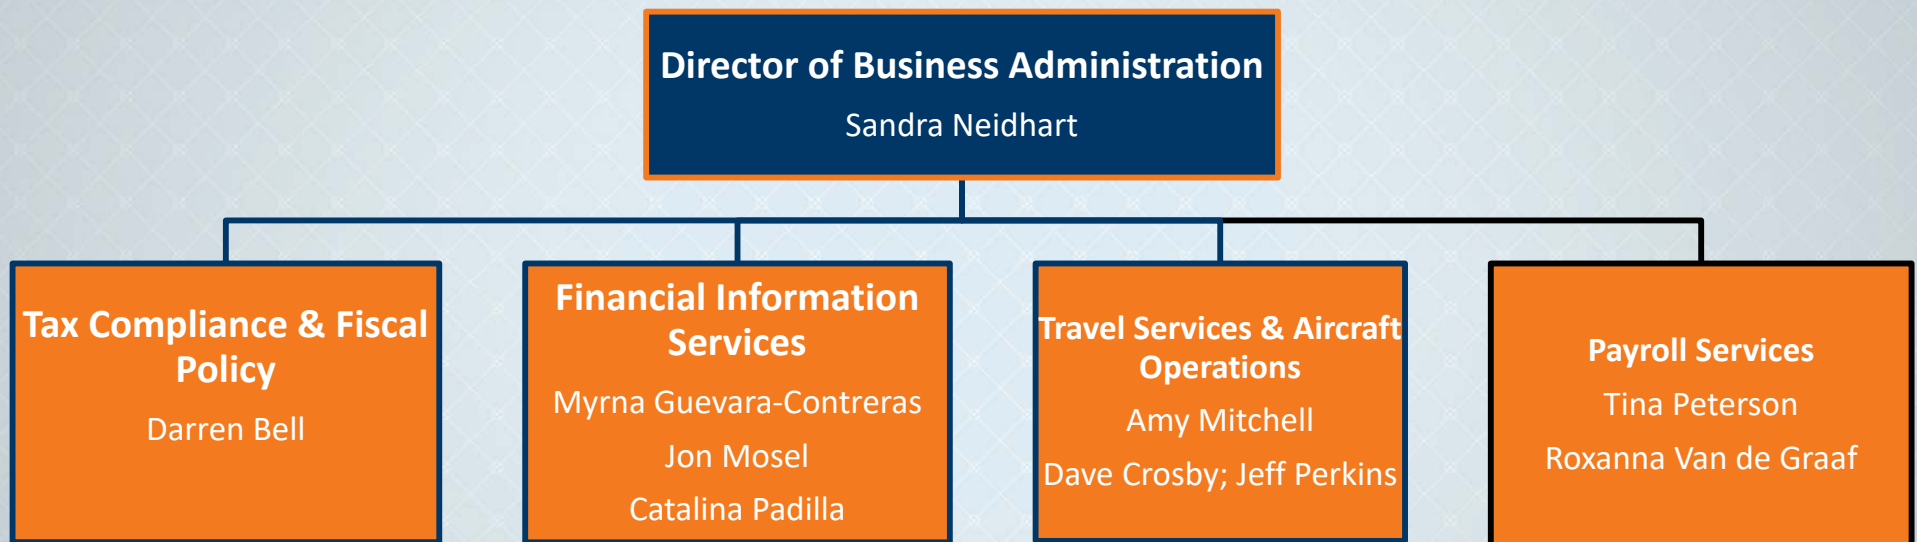 Director of Business Administration
Sandra Neidhart
Tax Compliance & Fiscal
Policy
Darren Bell
Financial Information
Services
Myrna Guevara-Contreras
Jon Mosel
Catalina Padilla
Travel Services & Aircraft
Operations
Amy Mitchell
Dave Crosby; Jeff Perkins
Payroll Services
Tina Peterson
Roxanna Van de Graaf